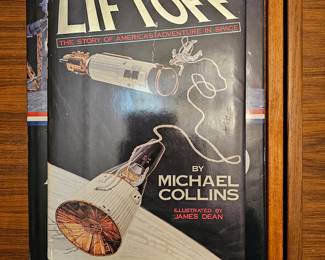 LIFTOFF
THE STORY OF AMERICA'S ADVENTURE IN SPACE
BY
MICHAEL
COLLINS
ILLUSTRATED BY
JAMES DEAN